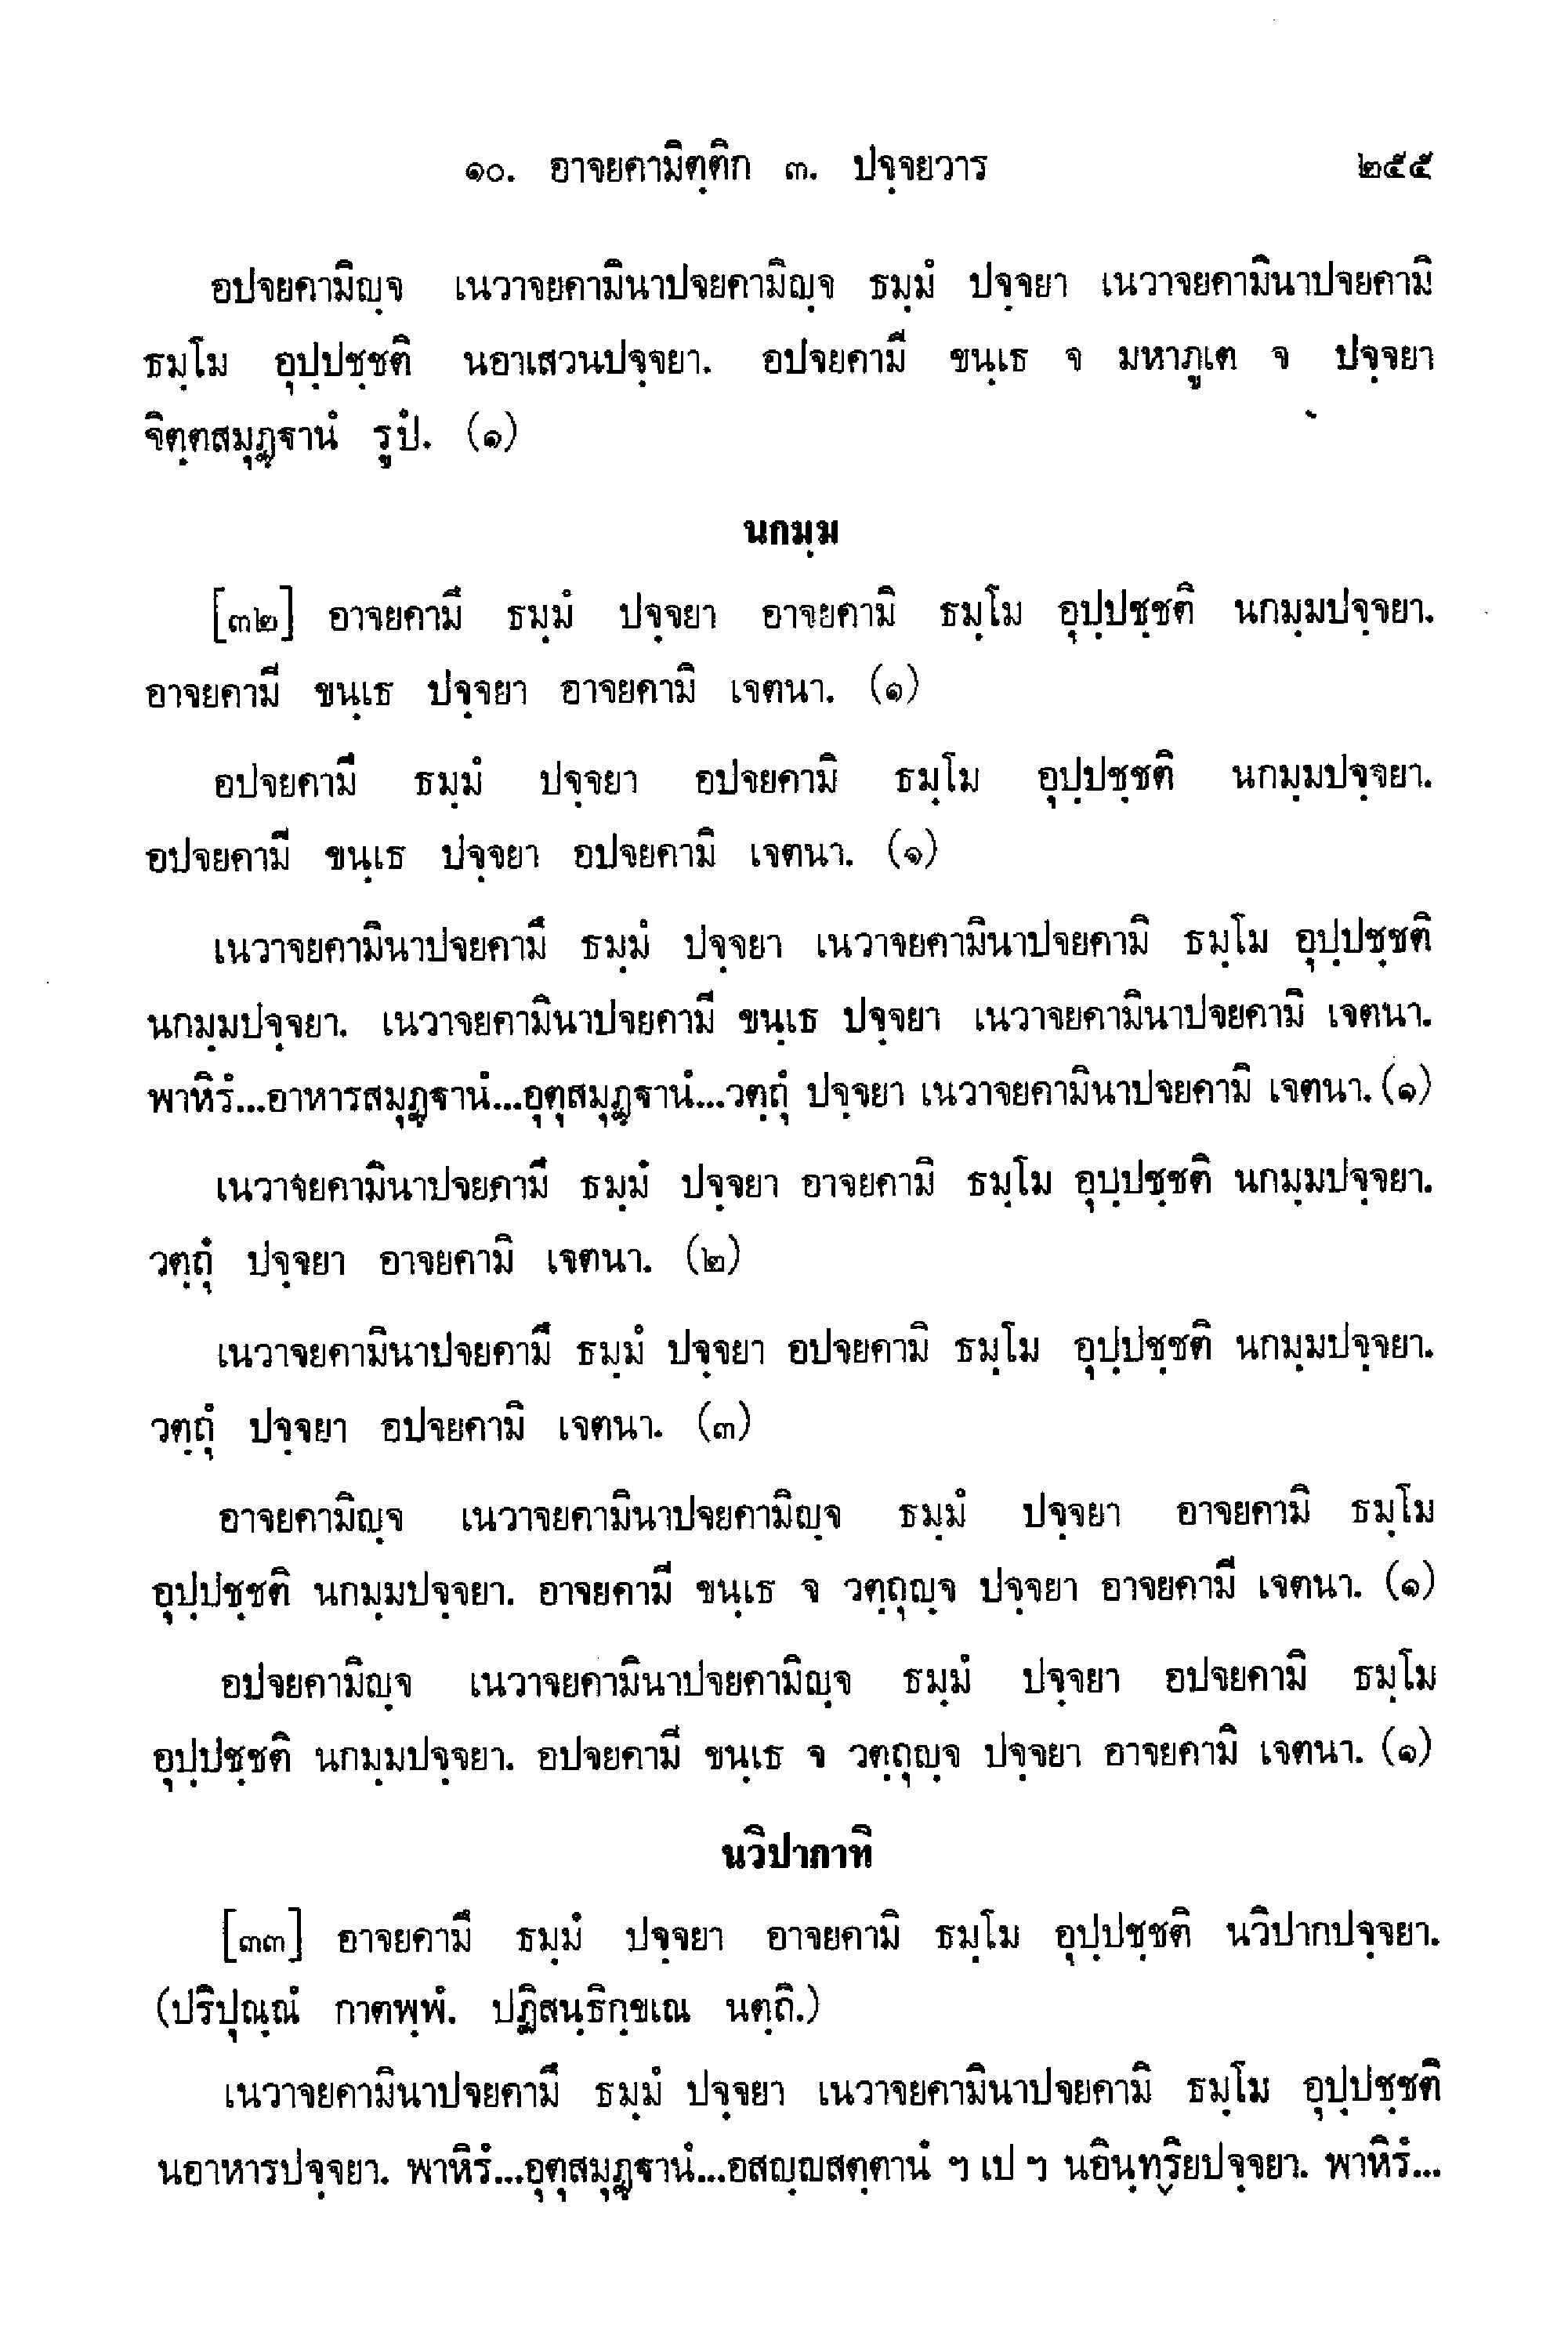 ๑๐. อาจยคามิตฺติก ๓. ปจฺจยวาร ๒๕๕
อปจยคามิญฺจ เนวาจยคามินาปจยคามิญฺจ ธมฺมํ ปจฺจยา เนวาจยคามินาปจยคามิ
ธมฺโม อุปฺปชฺชติ นอาเสวนปจฺจยา. อปจยคามี ขนฺเธ จ มหาภูเต จ ปจฺจยา
จิตฺตสมุฏฺฐานํ รูปํ. (๑)
นกมฺม
[๓๒] อาจยคามึ ธมฺมํ ปจฺจยา อาจยคามิ ธมฺโม อุปฺปชฺชติ นกมฺมปจฺจยา.
อาจยคามี ขนฺเธ ปจฺจยา อาจยคามิ เจตนา. (๑)
อปจยคามึ ธมฺมํ ปจฺจยา อปจยคามิ ธมฺโม อุปฺปชฺชติ นกมฺมปจฺจยา.
อปจยคามี ขนฺเธ ปจฺจยา อปจยคามิ เจตนา. (๑)
เนวาจยคามินาปจยคามึ ธมฺมํ ปจฺจยา เนวาจยคามินาปจยคามิ ธมฺโม อุปฺปชฺชติ
นกมฺมปจฺจยา. เนวาจยคามินาปจยคามี ขนฺเธ ปจฺจยา เนวาจยคามินาปจยคามิ เจตนา.
พาหิรํ...อาหารสมุฏฺฐานํ...อุตุสมุฏฺฐานํ...วตฺถุํ ปจฺจยา เนวาจยคามินาปจยคามิ เจตนา. (๑)
เนวาจยคามินาปจยคามึ ธมฺมํ ปจฺจยา อาจยคามิ ธมฺโม อุปฺปชฺชติ นกมฺมปจฺจยา.
วตฺถุํ ปจฺจยา อาจยคามิ เจตนา. (๒)
เนวาจยคามินาปจยคามึ ธมฺมํ ปจฺจยา อปจยคามิ ธมฺโม อุปฺปชฺชติ นกมฺมปจฺจยา.
วตฺถุํ ปจฺจยา อปจยคามิ เจตนา. (๓)
อาจยคามิญฺจ เนวาจยคามินาปจยคามิญฺจ ธมฺมํ ปจฺจยา อาจยคามิ ธมฺโม
อุปฺปชฺชติ นกมฺมปจฺจยา. อาจยคามี ขนฺเธ จ วตฺถุญฺจ ปจฺจยา อาจยคามี เจตนา. (๑)
อปจยคามิญฺจ เนวาจยคามินาปจยคามิญฺจ ธมฺมํ ปจฺจยา อปจยคามิ ธมฺโม
อุปฺปชฺชติ นกมฺมปจฺจยา. อปจยคามี ขนฺเธ จ วตฺถุญฺจ ปจฺจยา อาจยคามิ เจตนา. (๑)
นวิปากาทิ
[๓๓] อาจยคามึ ธมฺมํ ปจฺจยา อาจยคามิ ธมฺโม อุปฺปชฺชติ นวิปากปจฺจยา.
(ปริปุณฺณํ กาตพฺพํ. ปฏิสนฺธิกฺขเณ นตฺถิ.)
เนวาจยคามินาปจยคามึ ธมฺมํ ปจฺจยา เนวาจยคามินาปจยคามิ ธมฺโม อุปฺปชฺชติ
นอาหารปจฺจยา. พาหิรํ...อุตุสมุฏฺฐานํ...อสญฺญสตฺตานํ ฯ เป ฯ นอินฺทฺริยปจฺจยา. พาหิรํ...